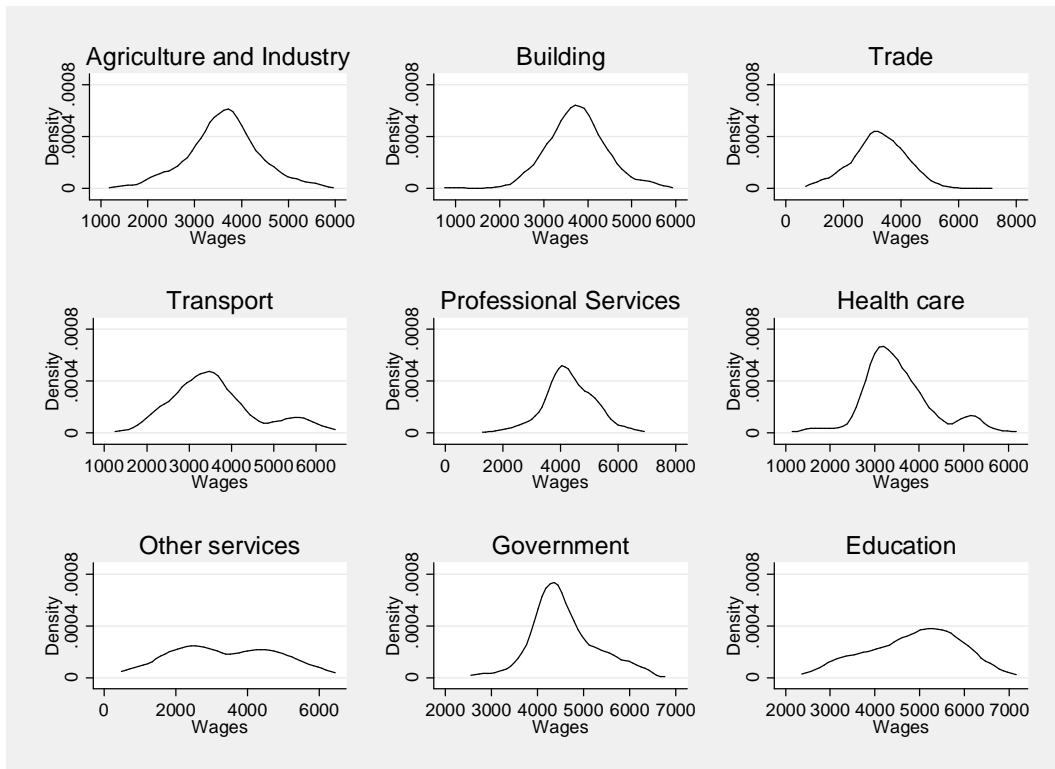 Agriculture and Industry
Density
0 .0004 .0008
1000 2000 3000 4000 5000 6000
Wages
Building
Density
0 .0004 .0008
1000 2000 3000 4000 5000 6000
Wages
Trade
Density
0 .0004 .0008
0 2000 4000 6000 8000
Wages
Transport
Density
0 .0004 .0008
1000 2000 3000 4000 5000 6000
Wages
Professional Services
Density
0 .0004 .0008
0 2000 4000 6000 8000
Wages
Health care
Density
0 .0004 .0008
1000 2000 3000 4000 5000 6000
Wages
Other services
Density
0 .0004 .0008
0 2000 4000 6000
Wages
Government
Density
0 .0004 .0008
2000 3000 4000 5000 6000 7000
Wages
Education
Density
0 .0004 .0008
2000 3000 4000 5000 6000 7000
Wages